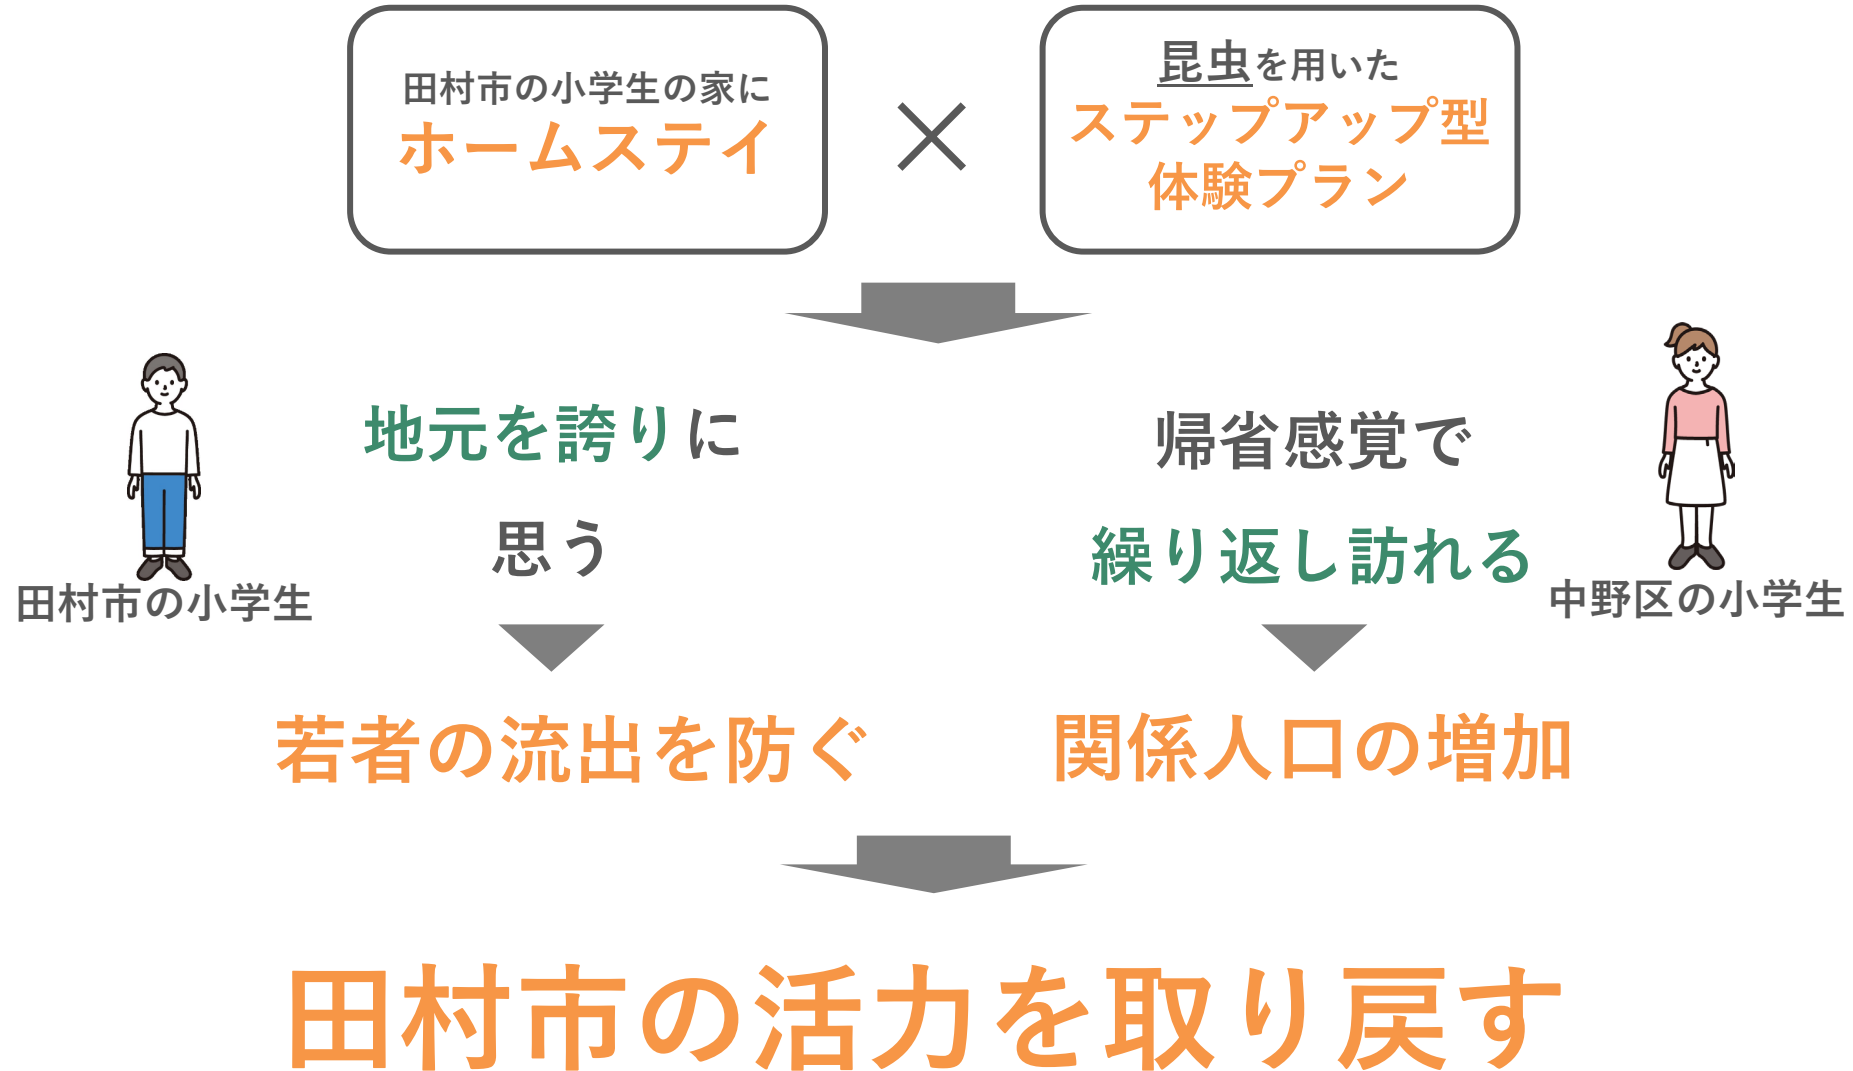 田村市の小学生の家に
ホームステイ
×
昆虫を用いた
ステップアップ型
体験プラン
地元を誇りに
思う
田村市の小学生
帰省感覚で
繰り返し訪れる
中野区の小学生
若者の流出を防ぐ
関係人口の増加
田村市の活力を取り戻す